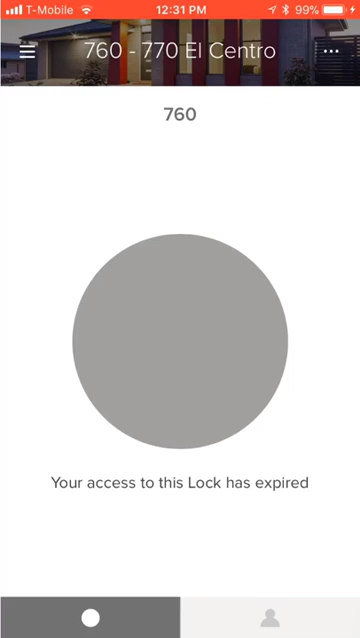 T-Mobile 12:31 PM 99%
760 - 770 El Centro
760
Your access to this Lock has expired